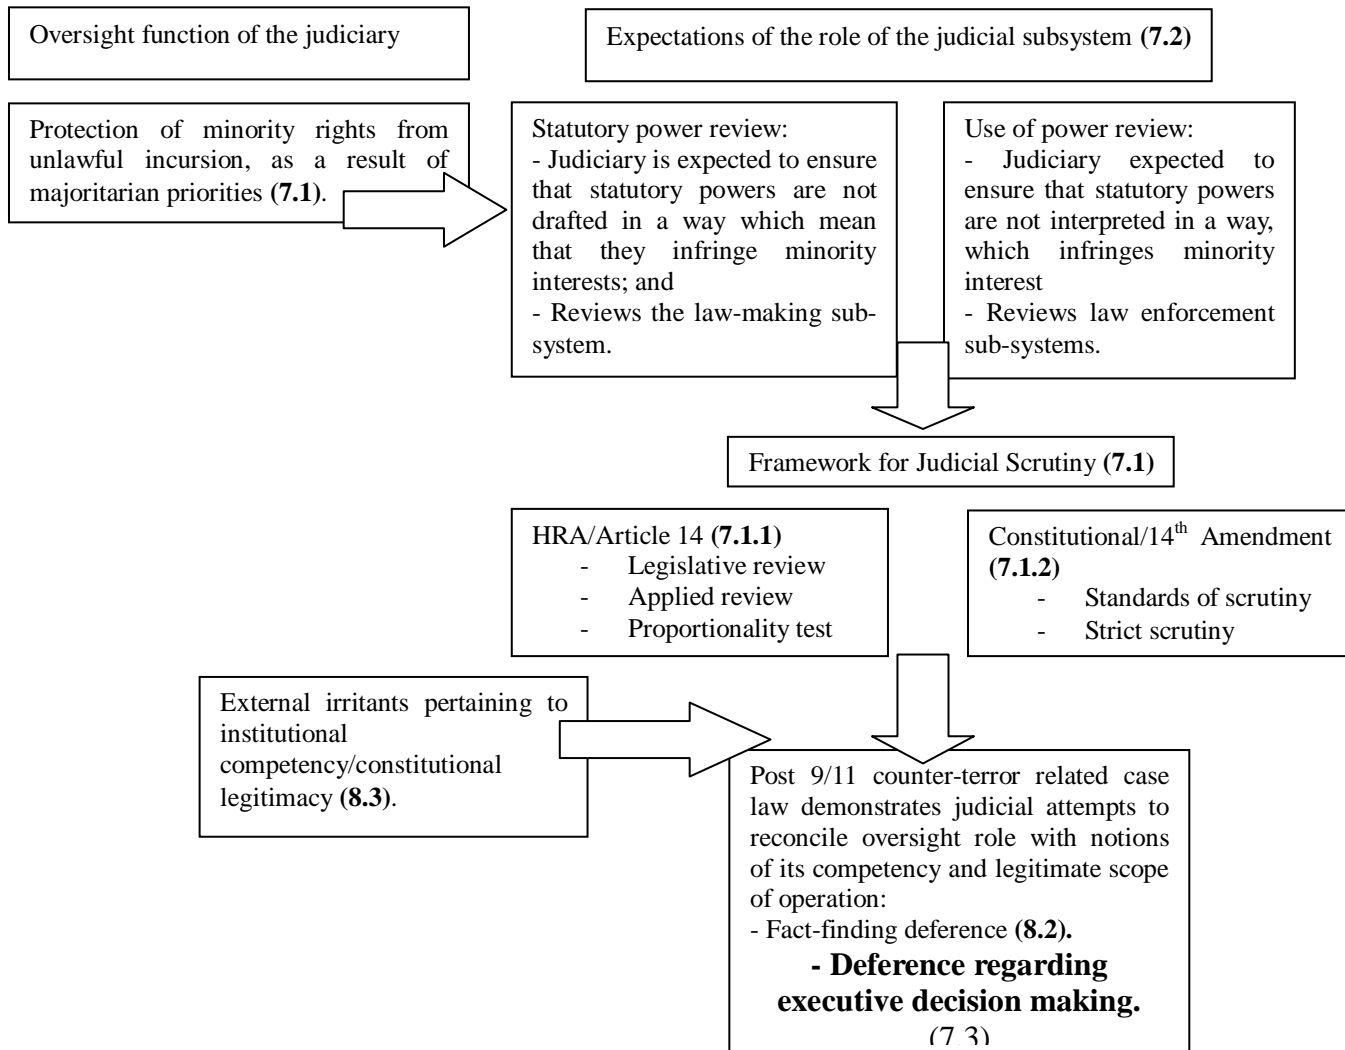 Oversight function of the judiciary
Expectations of the role of the judicial subsystem (7.2)
Protection of minority rights from
unlawful incursion, as a result of
majoritarian priorities (7.1).
Statutory power review:
- Judiciary is expected to ensure
that statutory powers are not
drafted in a way which mean
that they infringe minority
interests; and
- Reviews the law-making sub-
system.
Use of power review:
- Judiciary expected to
ensure that statutory powers
are not interpreted in a way,
which infringes minority
interest
- Reviews law enforcement
sub-systems.
Framework for Judicial Scrutiny (7.1)
HRA/Article 14 (7.1.1)
- Legislative review
- Applied review
- Proportionality test
Constitutional/14th Amendment
(7.1.2)
- Standards of scrutiny
- Strict scrutiny
External irritants pertaining to
institutional
competency/constitutional
legitimacy (8.3).
Post 9/11 counter-terror related case
law demonstrates judicial attempts to
reconcile oversight role with notions
of its competency and legitimate scope
of operation:
- Fact-finding deference (8.2).
- Deference regarding
executive decision making.
(7.3)